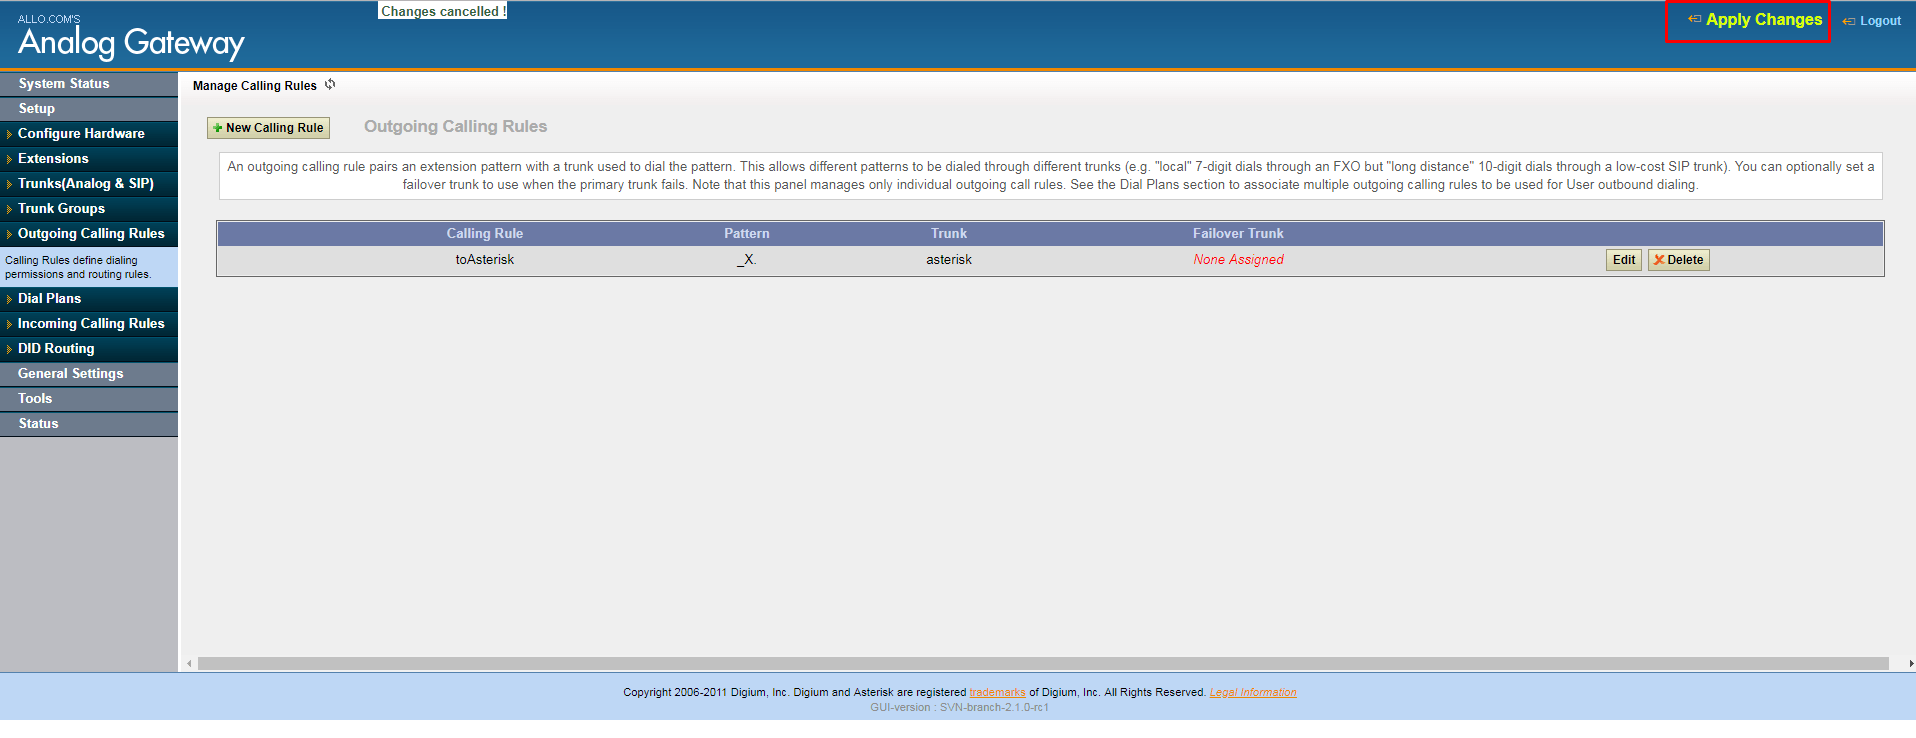 Changes cancelled !
ALLO.COM'S
Analog Gateway
Apply Changes
Logout
System Status
Setup
Configure Hardware
Extensions
Trunks(Analog & SIP)
Trunk Groups
Outgoing Calling Rules
Calling Rules define dialing
permissions and routing rules.
Dial Plans
Incoming Calling Rules
DID Routing
General Settings
Tools
Status
Manage Calling Rules
New Calling Rule
Outgoing Calling Rules
An outgoing calling rule pairs an extension pattern with a trunk used to dial the pattern. This allows different patterns to be dialed through different trunks (e.g. "local" 7-digit dials through an FXO but "long distance" 10-digit dials through a low-cost SIP trunk). You can optionally set a
failover trunk to use when the primary trunk fails. Note that this panel manages only individual outgoing call rules. See the Dial Plans section to associate multiple outgoing calling rules to be used for User outbound dialing.
Calling Rule Pattern Trunk Failover Trunk
toAsterisk _X. asterisk None Assigned Edit Delete
Copyright 2006-2011 Digium, Inc. Digium and Asterisk are registered trademarks of Digium, Inc. All Rights Reserved. Legal Information
GUI-version : SVN-branch-2.1.0-rc1